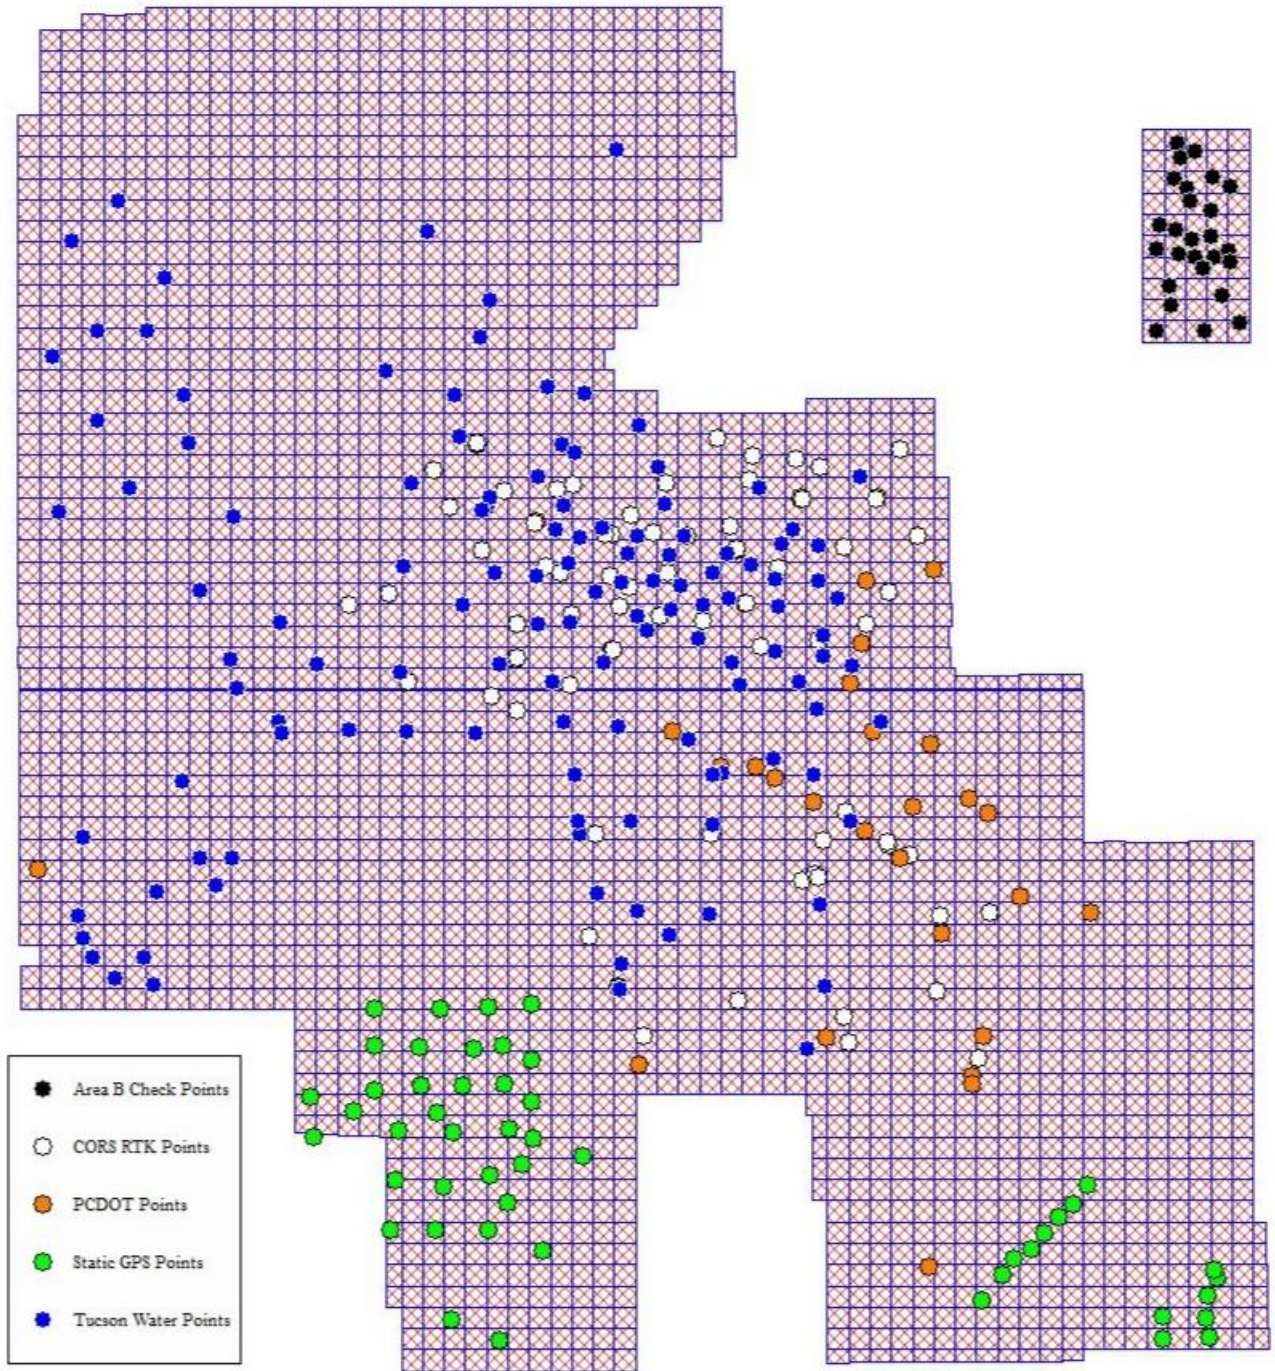 Area B Check Points
CORS RTK Points
PCDOT Points
Static GPS Points
Tucson Water Points